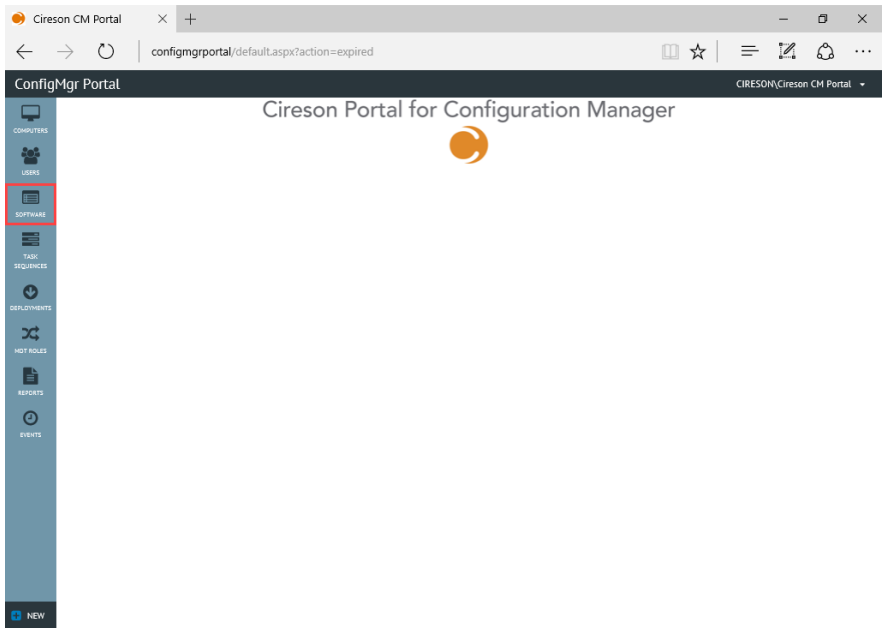 Cireson CM Portal
configmgrportal/default.aspx?action=expired
ConfigMgr Portal
CIRESON\Cireson CM Portal
Cireson Portal for Configuration Manager
COMPUTERS
USERS
SOFTWARE
TASK
SEQUENCES
DEPLOYMENTS
MDT ROLES
REPORTS
EVENTS
NEW